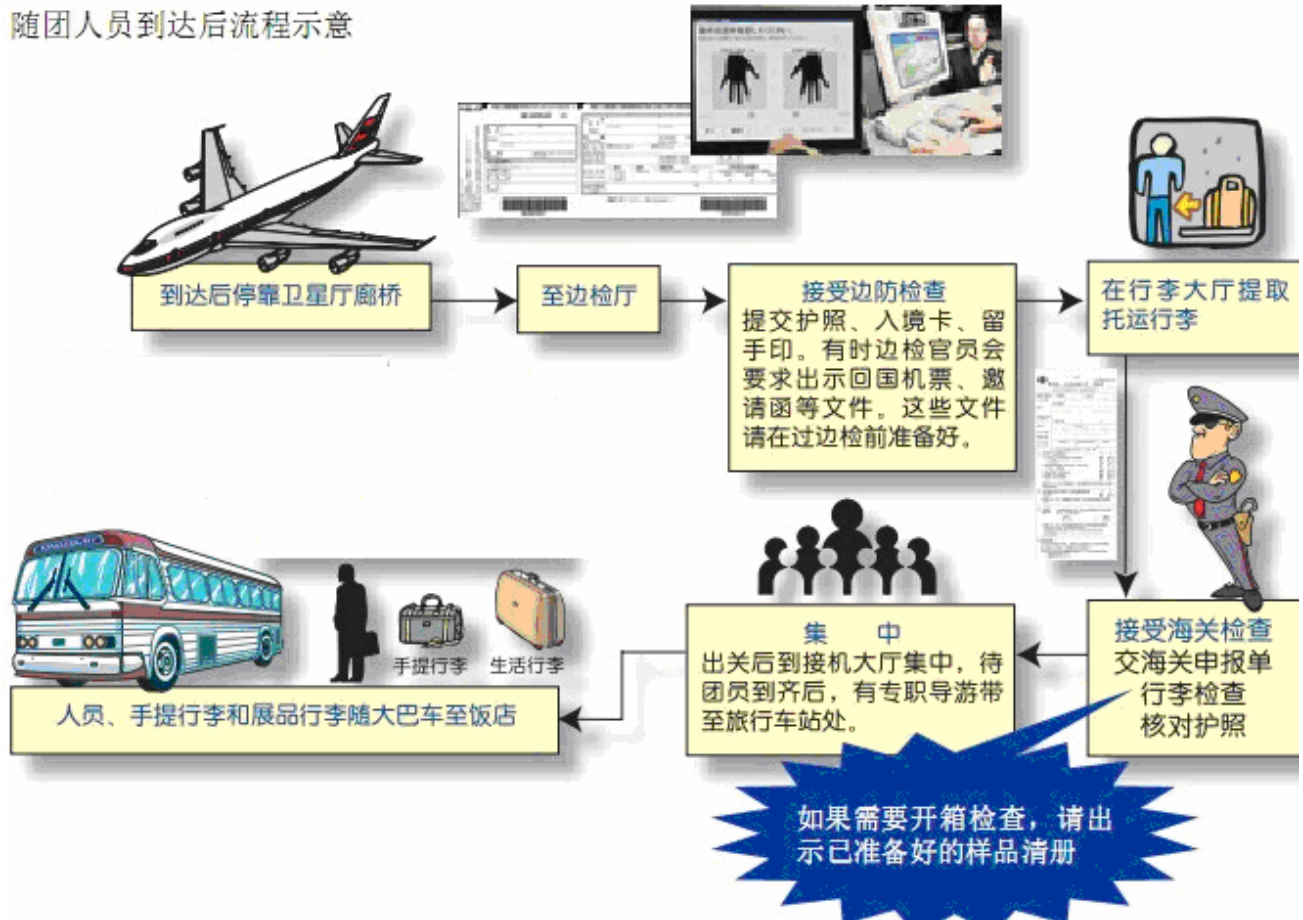 随团人员到达后流程示意
到达后停靠卫星厅廊桥
至边检厅
接受边防检查
提交护照、入境卡、留
手印。有时边检官员会
要求出示回国机票、邀
请函等文件。这些文件
请在过边检前准备好。
在行李大厅提取
托运行李
接受海关检查
交海关申报单
行李检查
核对护照
如果需要开箱检查，请出
示已准备好的样品清册
集 中
出关后到接机大厅集中，待
团员到齐后，有专职导游带
至旅行车站处。
手提行李
生活行李
人员、手提行李和展品行李随大巴车至饭店